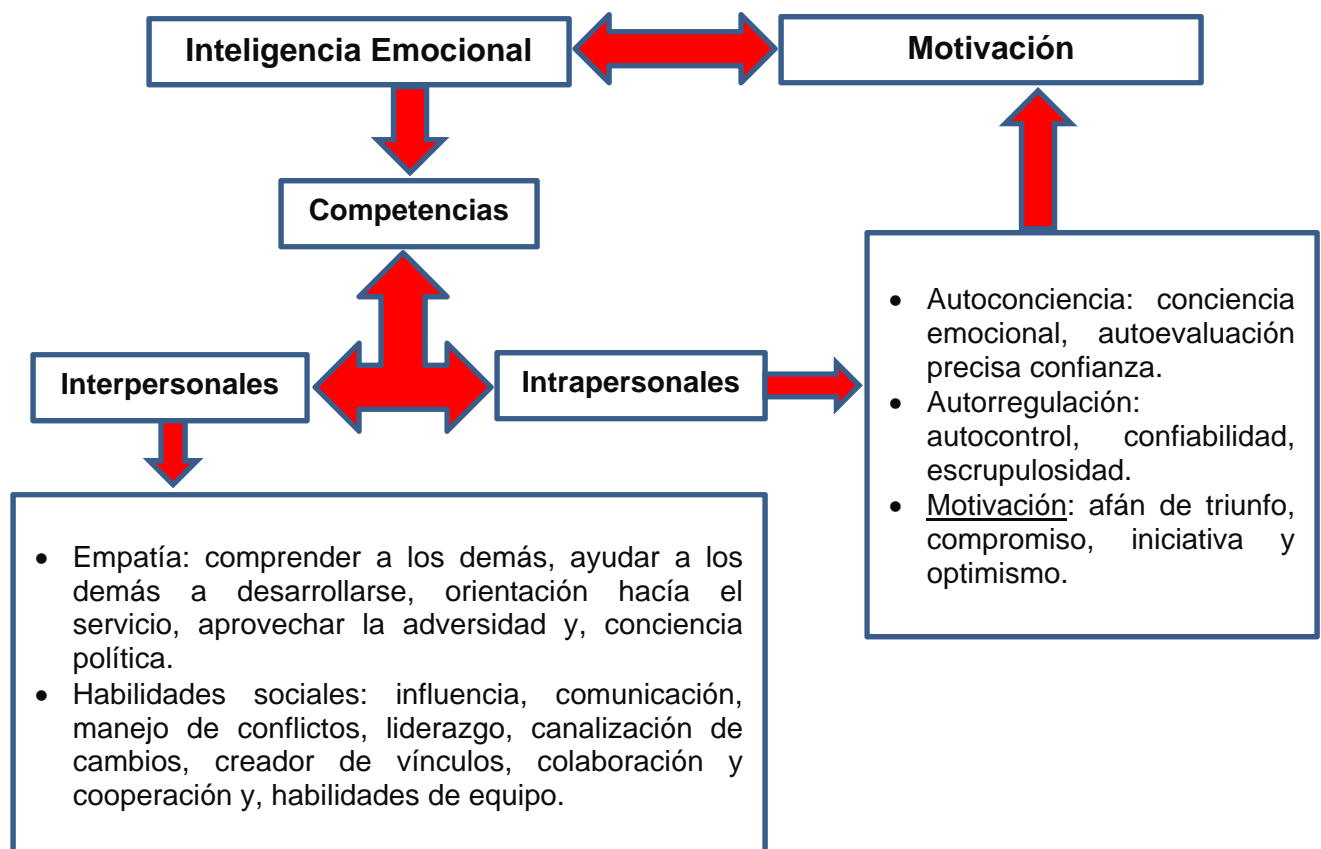 Inteligencia Emocional
Motivación
Competencias
Interpersonales
Intrapersonales
• Autoconciencia: conciencia
emocional, autoevaluación
precisa confianza.
• Autorregulación:
autocontrol, confiabilidad,
escrupulosidad.
• Motivación: afán de triunfo,
compromiso, iniciativa y
optimismo.
• Empatía: comprender a los demás, ayudar a los
demás a desarrollarse, orientación hacía el
servicio, aprovechar la adversidad y, conciencia
política.
• Habilidades sociales: influencia, comunicación,
manejo de conflictos, liderazgo, canalización de
cambios, creador de vínculos, colaboración y
cooperación y, habilidades de equipo.